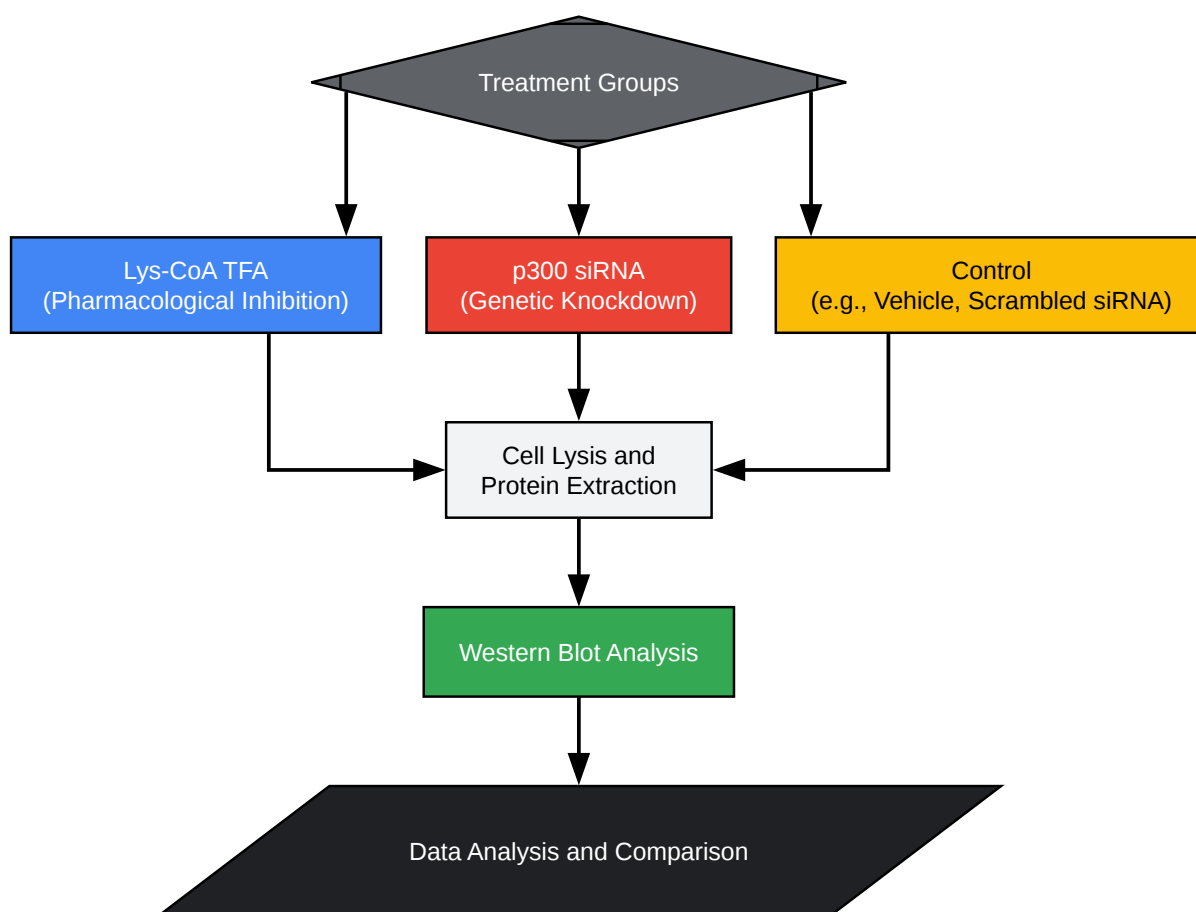 Treatment Groups
Lys-CoA TFA
(Pharmacological Inhibition)
p300 siRNA
(Genetic Knockdown)
Control
(e.g., Vehicle, Scrambled siRNA)
Cell Lysis and
Protein Extraction
Western Blot Analysis
Data Analysis and Comparison